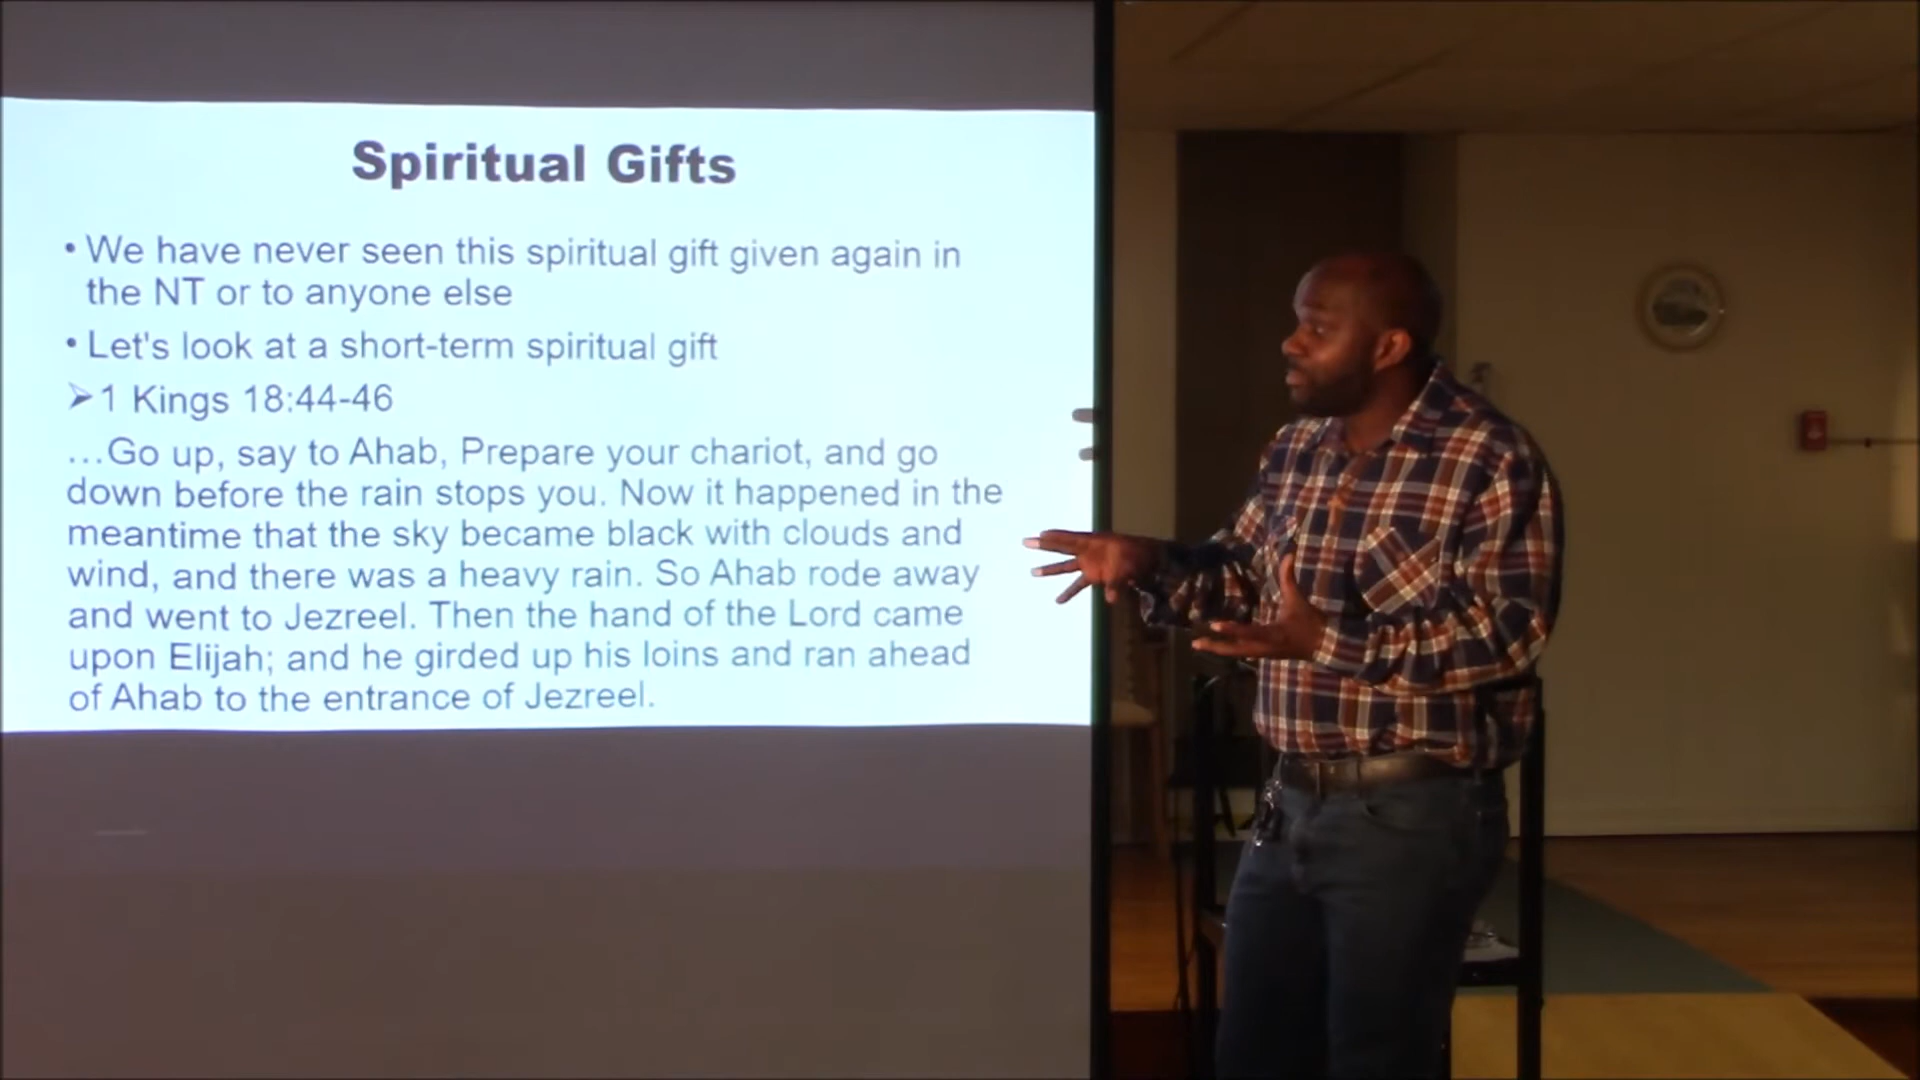 Spiritual Gifts
• We have never seen this spiritual gift given again in
the NT or to anyone else
• Let's look at a short-term spiritual gift
➢1 Kings 18:44-46
…Go up, say to Ahab, Prepare your chariot, and go
down before the rain stops you. Now it happened in the
meantime that the sky became black with clouds and
wind, and there was a heavy rain. So Ahab rode away
and went to Jezreel. Then the hand of the Lord came
upon Elijah; and he girded up his loins and ran ahead
of Ahab to the entrance of Jezreel.